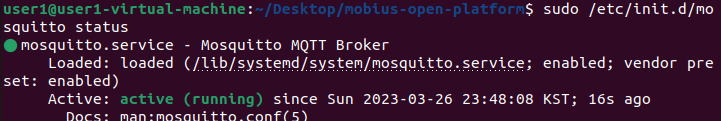 user1@user1-virtual-machine:~/Desktop/mobius-open-platform$ sudo /etc/init.d/mo
squitto status
mosquitto.service - Mosquitto MQTT Broker
Loaded: loaded (/lib/systemd/system/mosquitto.service; enabled; vendor pre
set: enabled)
Active: active (running) since Sun 2023-03-26 23:48:08 KST; 16s ago
Docs: man:mosquitto.conf(5)